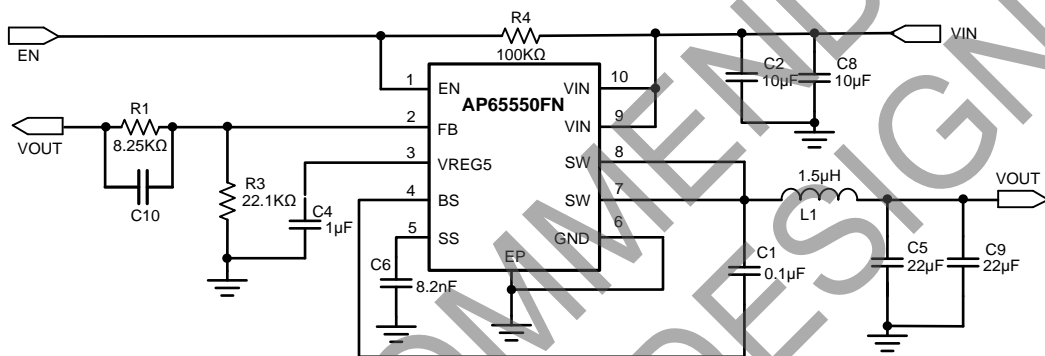 EN
R4
100KΩ
VIN
C2
10µF
C8
10µF
AP65550FN
1
EN
2
FB
3
VREG5
4
BS
5
SS
10
VIN
9
VIN
8
SW
7
SW
6
GND
EP
VOUT
R1
8.25KΩ
C10
R3
22.1KΩ
C4
1µF
C6
8.2nF
1.5µH
L1
VOUT
C1
0.1µF
C5
22µF
C9
22µF
OMMEND
DESIGN